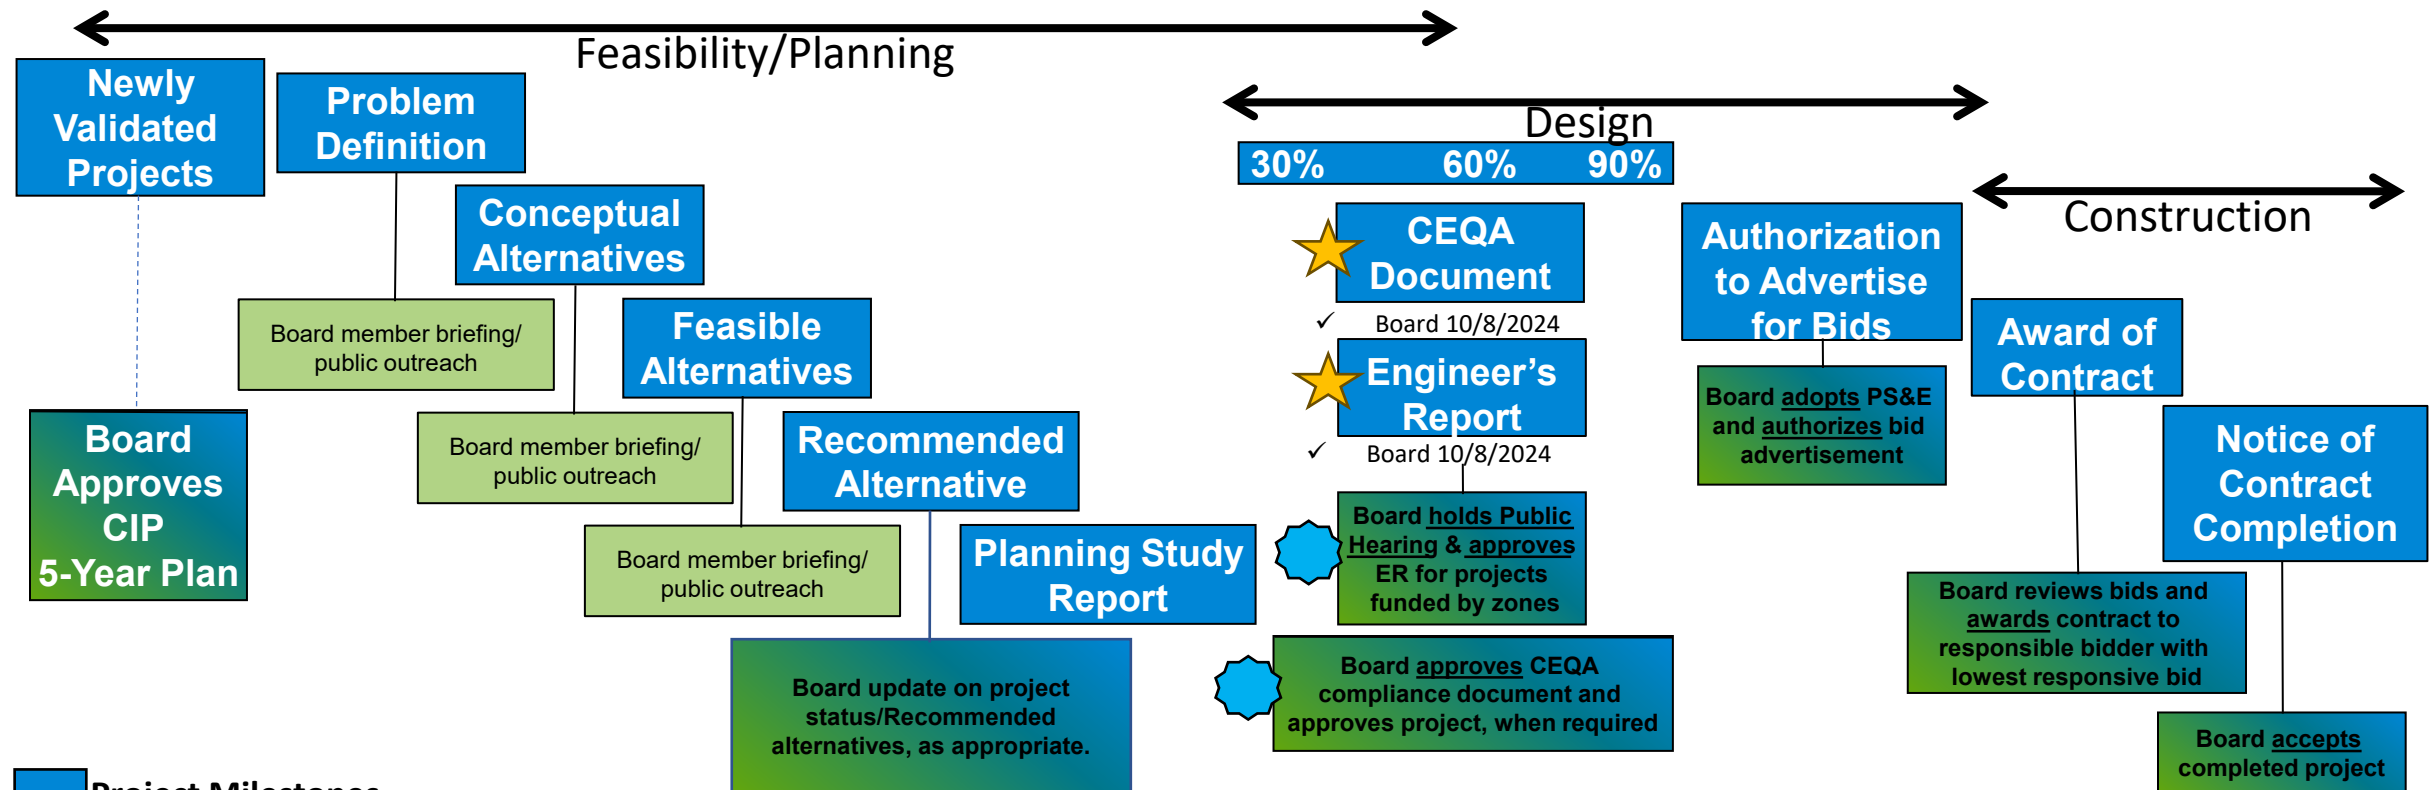 Feasibility/Planning
Newly
Validated
Projects
Problem
Definition
Conceptual
Alternatives
Feasible
Alternatives
Recommended
Alternative
Planning Study
Report
Board
Approves
CIP
5-Year Plan
Board member briefing/
public outreach
Board member briefing/
public outreach
Board member briefing/
public outreach
Board update on project
status/Recommended
alternatives, as appropriate.
Design
30% 60% 90%
CEQA
Document
✓ Board 10/8/2024
Engineer’s
Report
✓ Board 10/8/2024
Board holds Public
Hearing & approves
ER for projects
funded by zones
Board approves CEQA
compliance document and
approves project, when required
Authorization
to Advertise
for Bids
Board adopts PS&E
and authorizes bid
advertisement
Construction
Award of
Contract
Board reviews bids and
awards contract to
responsible bidder with
lowest responsive bid
Notice of
Contract
Completion
Board accepts
completed project
Project Milestones